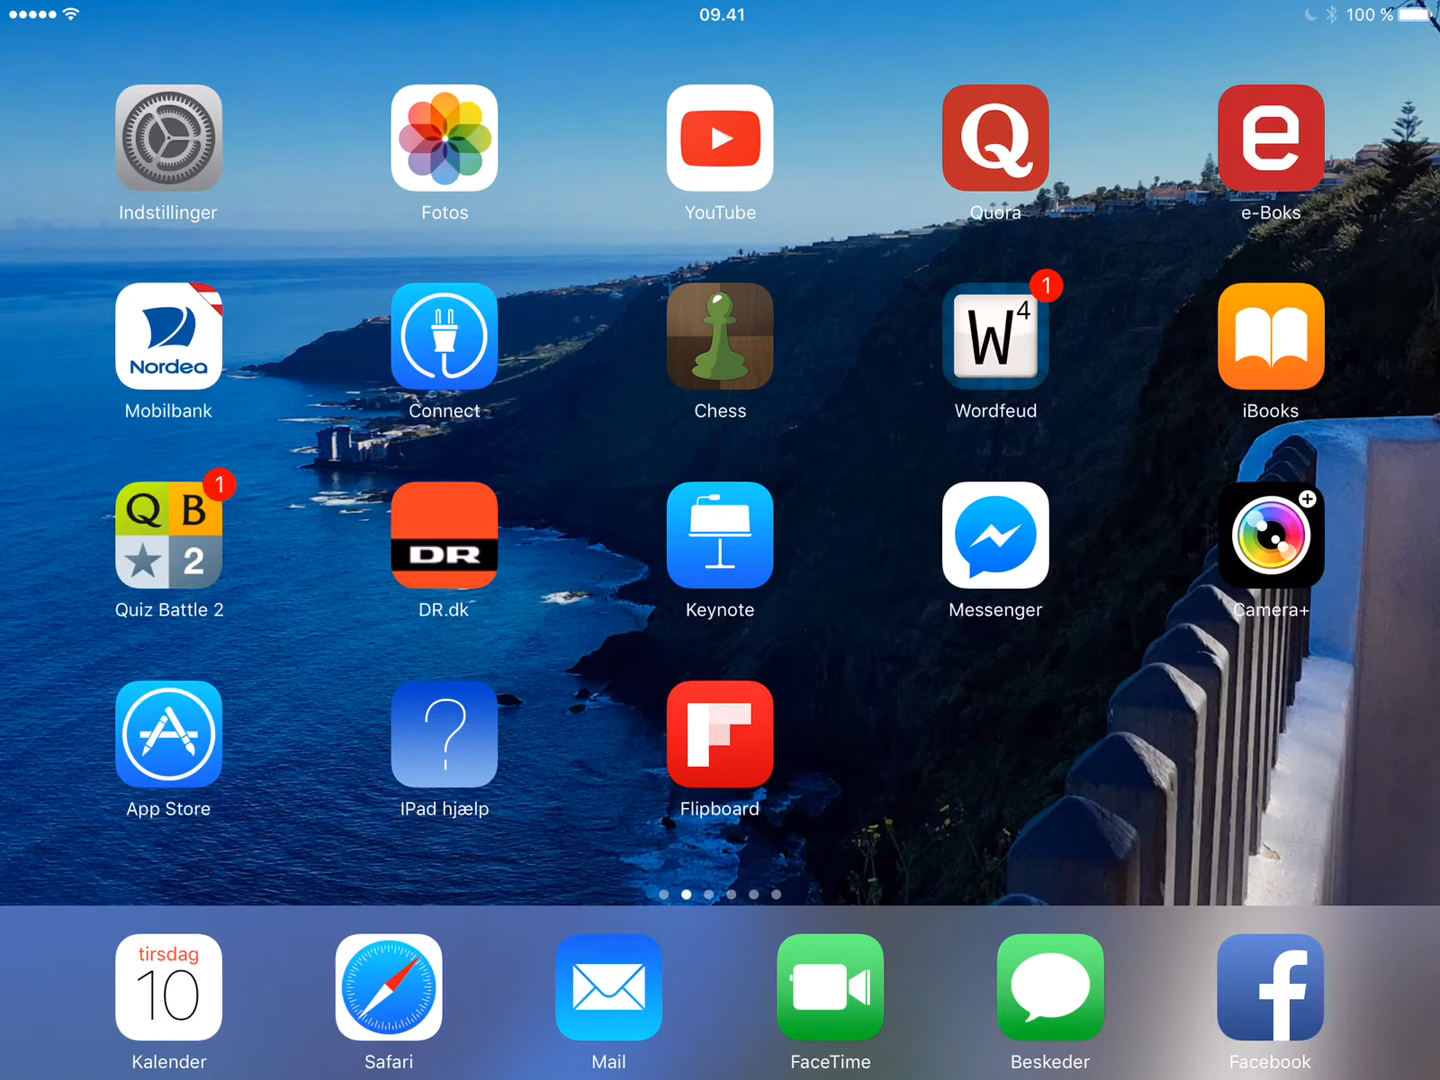 09.41
100 %
Indstillinger
Fotos
YouTube
Q
Quora
e
e-Boks
Nordea
Mobilbank
Connect
Chess
W4
1
Wordfeud
iBooks
Q B
1
2
Quiz Battle 2
DR
DR.dk
Keynote
Messenger
Camera+
App Store
?
IPad hjælp
F
Flipboard
tirsdag
10
Kalender
Safari
Mail
FaceTime
Beskeder
f
Facebook